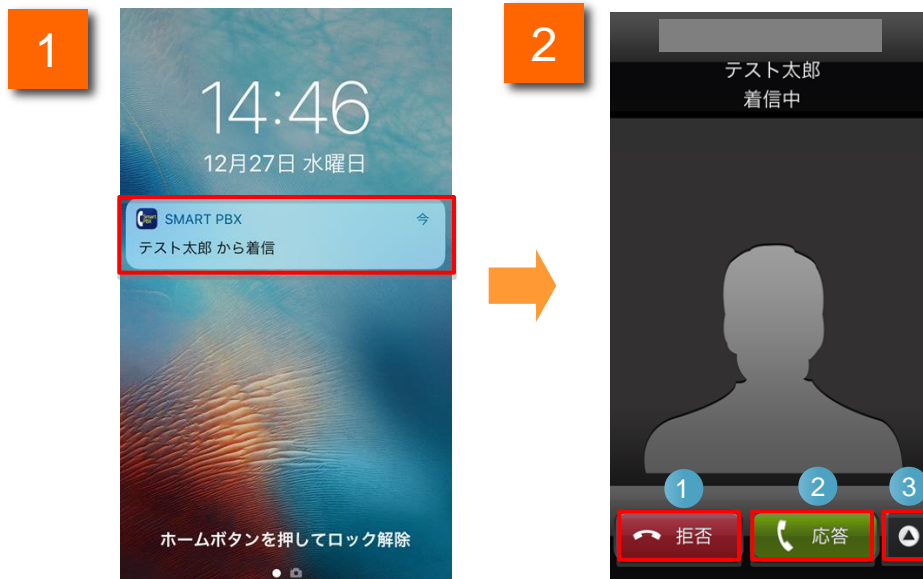 1
14:46
12月27日 水曜日
SMART PBX
今
テスト太郎 から着信
ホームボタンを押してロック解除
2
テスト太郎
着信中
1
2
3
拒否
応答